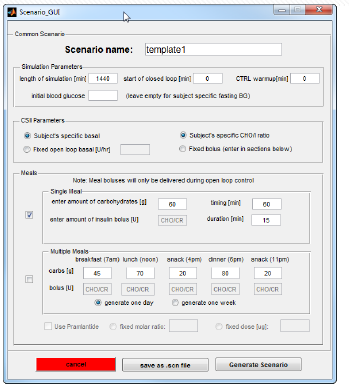 Scenario_GUI
Common Scenario
Scenario name: template1
Simulation Parameters
length of simulation [min] 1440 start of closed loop [min] 0 CTRL warmup[min] 0
initial blood glucose (leave empty for subject specific fasting BG)
CSII Parameters
Subject's specific basal Subject's specific CHO/I ratio
Fixed open loop basal [U/hr] Fixed bolus (enter in sections below)
Meals
Note: Meal boluses will only be delivered during open loop control
Single Meal
enter amount of carbohydrates [g] 60 timing [min] 60
enter amount of insulin bolus [U] CHO/CR duration [min] 15
Multiple Meals
breakfast (7am) lunch (noon) snack (4pm) dinner (6pm) snack (11pm)
carbs [g] 45 70 20 80 20
bolus [U] CHO/CR CHO/CR CHO/CR CHO/CR CHO/CR
generate one day generate one week
Use Pramlintide fixed molar ratio: fixed dose [ug]:
cancel save as .scn file Generate Scenario